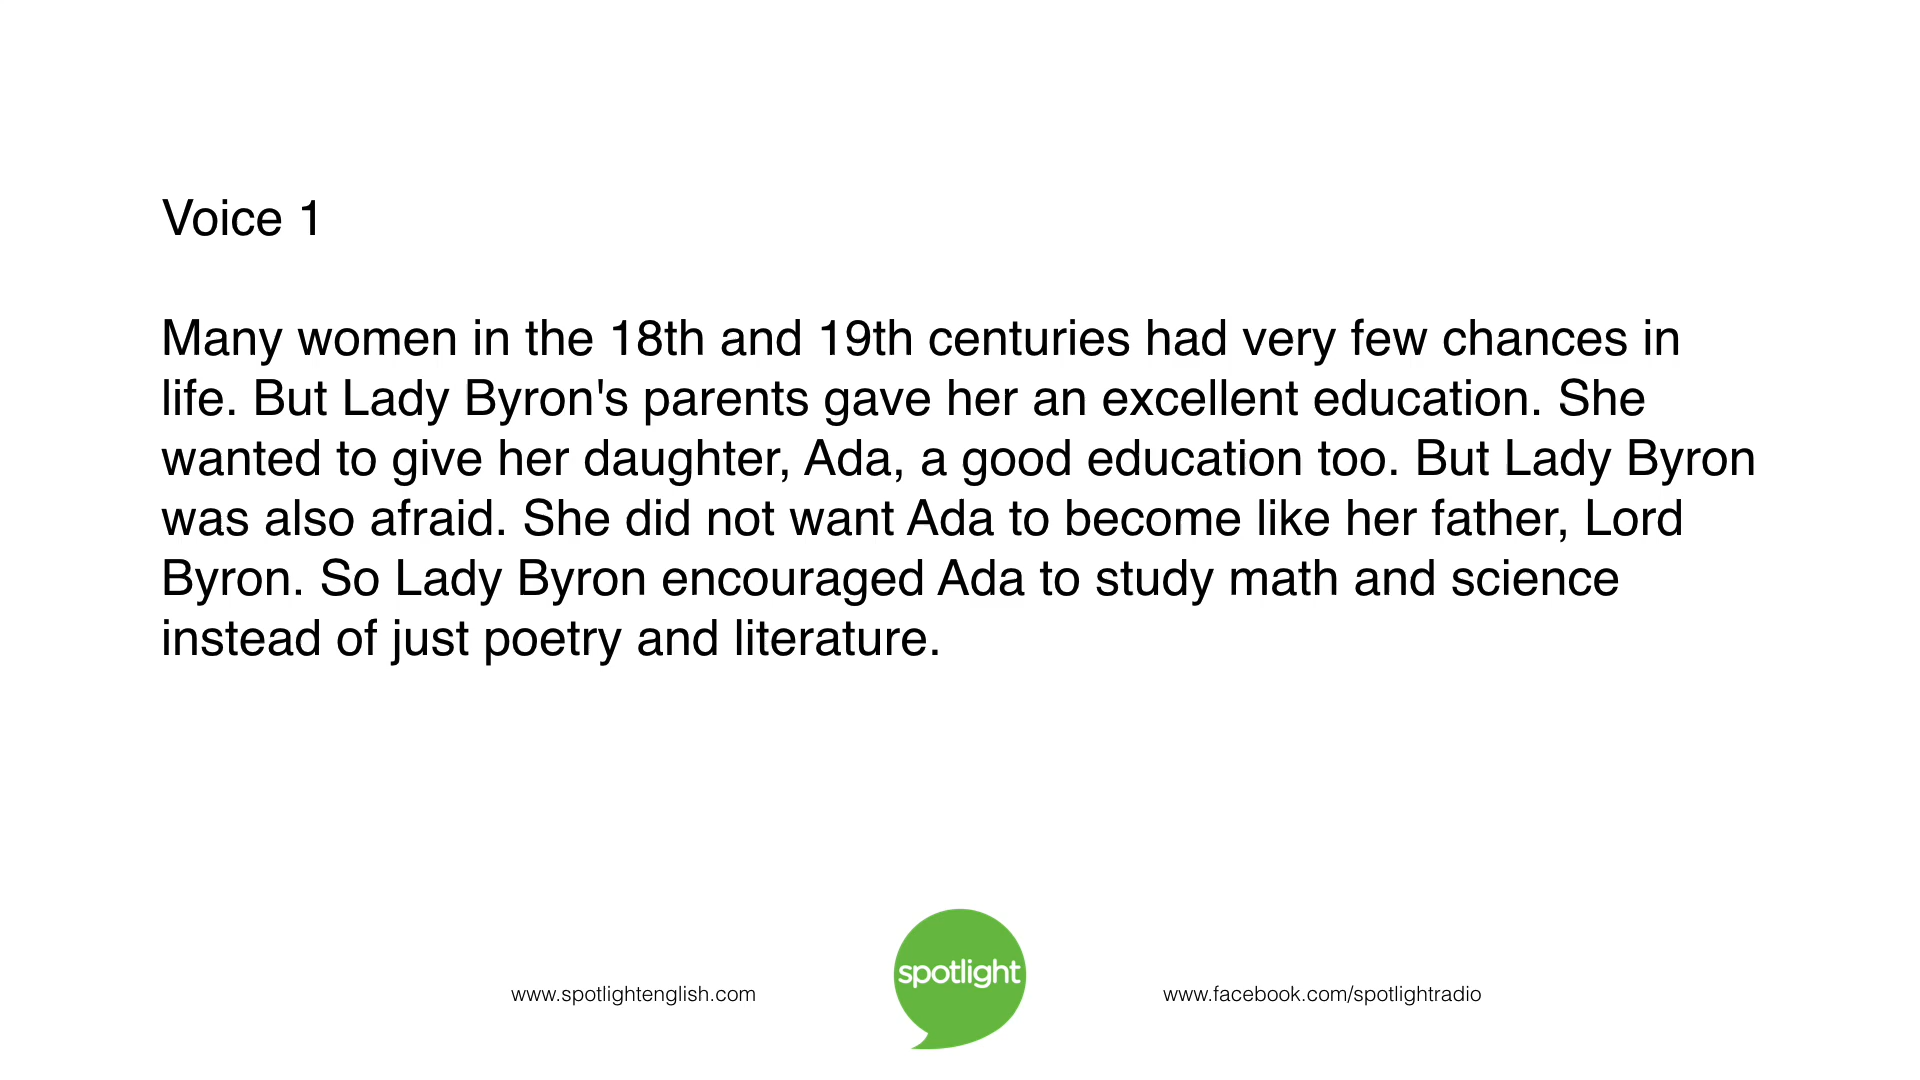 Voice 1
Many women in the 18th and 19th centuries had very few chances in
life. But Lady Byron's parents gave her an excellent education. She
wanted to give her daughter, Ada, a good education too. But Lady Byron
was also afraid. She did not want Ada to become like her father, Lord
Byron. So Lady Byron encouraged Ada to study math and science
instead of just poetry and literature.
spotlight
www.spotlightenglish.com
www.facebook.com/spotlightradio